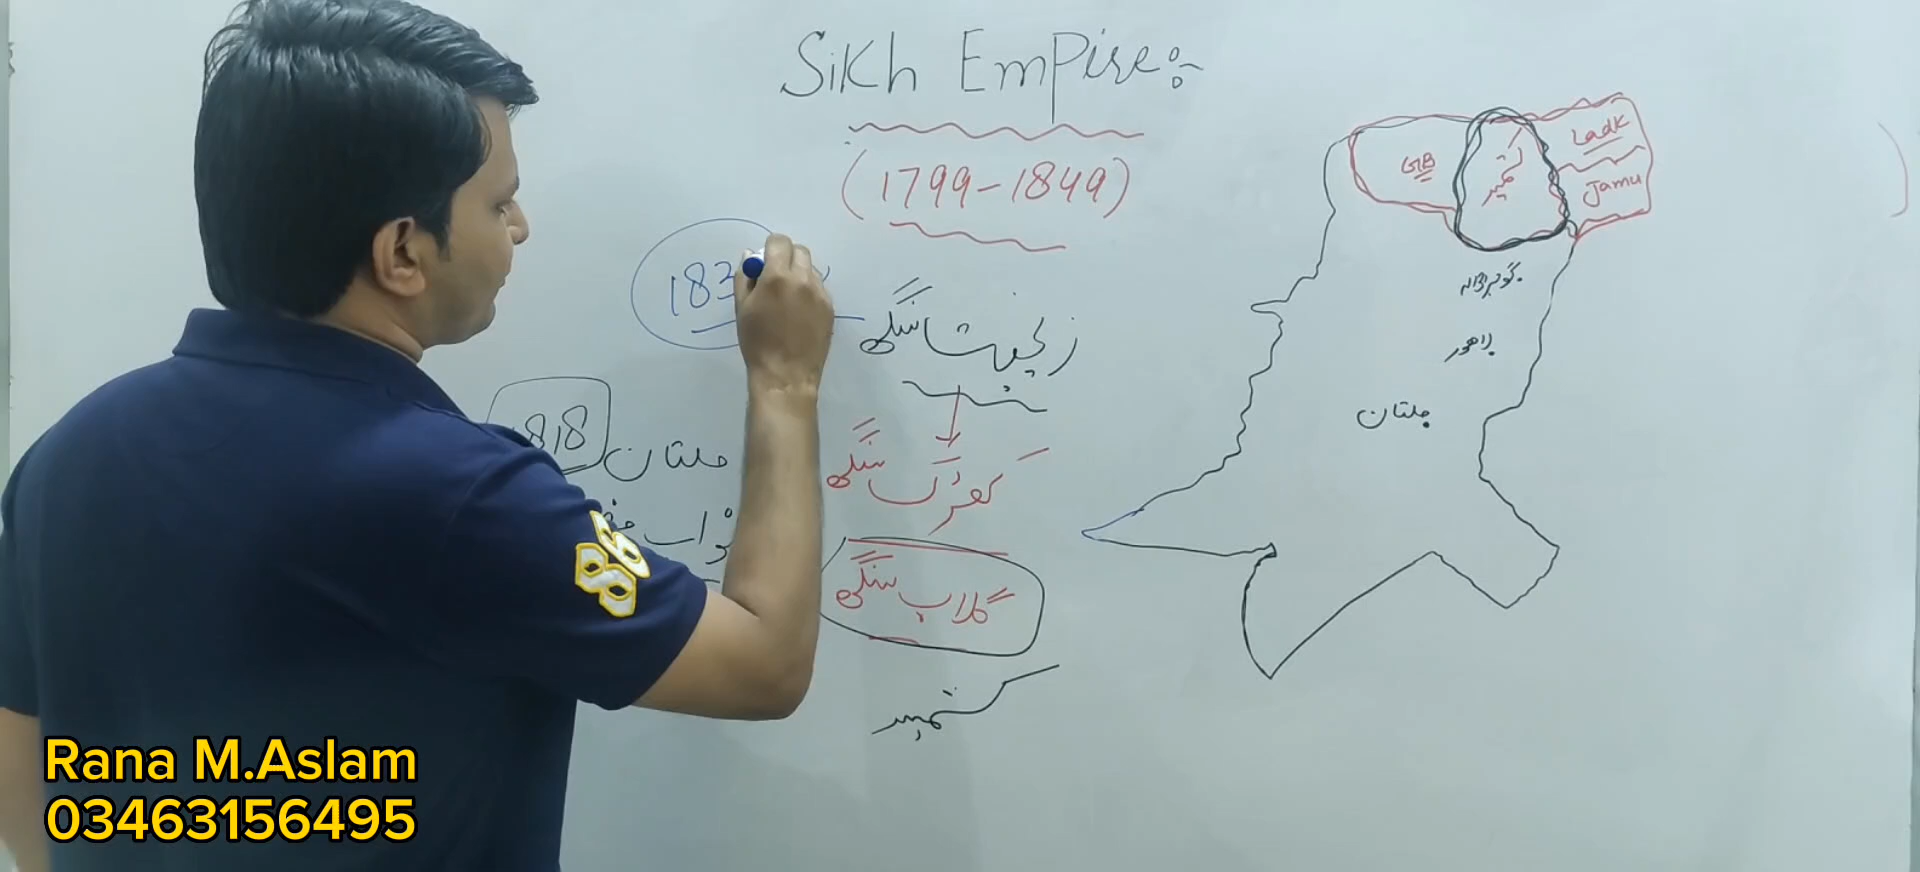 Sikh Empire:-
(1799-1849)
183
رنجیت سنگھ
1818
ملتان
نواب
کھڑک سنگھ
گلاب سنگھ
کشمیر
GB
کشمیر
Ladk
Jamu
گوجرانوالہ
لاہور
ملتان
86
Rana M.Aslam
03463156495